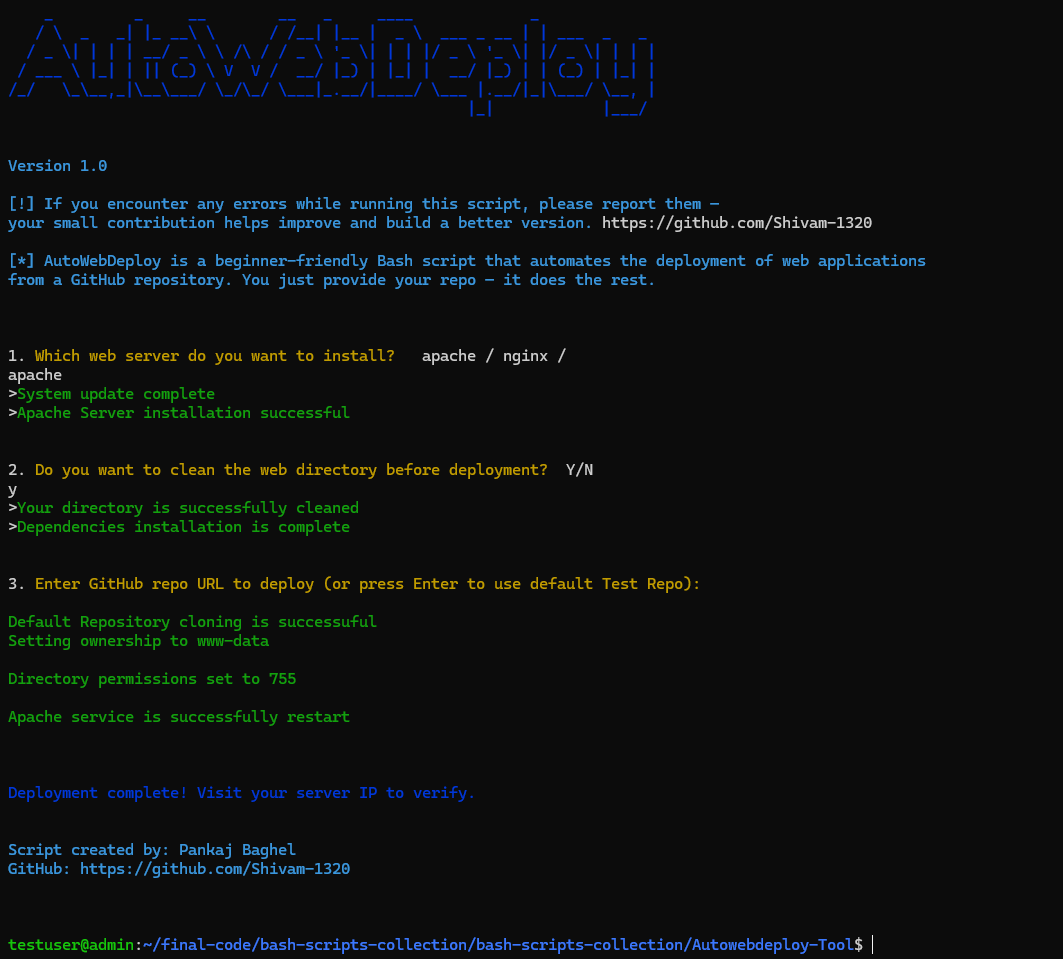 AutoWebDeploy
Version 1.0
[!] If you encounter any errors while running this script, please report them —
your small contribution helps improve and build a better version. https://github.com/Shivam-1320
[*] AutoWebDeploy is a beginner-friendly Bash script that automates the deployment of web applications
from a GitHub repository. You just provide your repo — it does the rest.
1. Which web server do you want to install?   apache / nginx /
apache
>System update complete
>Apache Server installation successful
2. Do you want to clean the web directory before deployment?  Y/N
y
>Your directory is successfully cleaned
>Dependencies installation is complete
3. Enter GitHub repo URL to deploy (or press Enter to use default Test Repo):
Default Repository cloning is successuful
Setting ownership to www-data
Directory permissions set to 755
Apache service is successfully restart
Deployment complete! Visit your server IP to verify.
Script created by: Pankaj Baghel
GitHub: https://github.com/Shivam-1320
testuser@admin:~/final-code/bash-scripts-collection/bash-scripts-collection/Autowebdeploy-Tool$